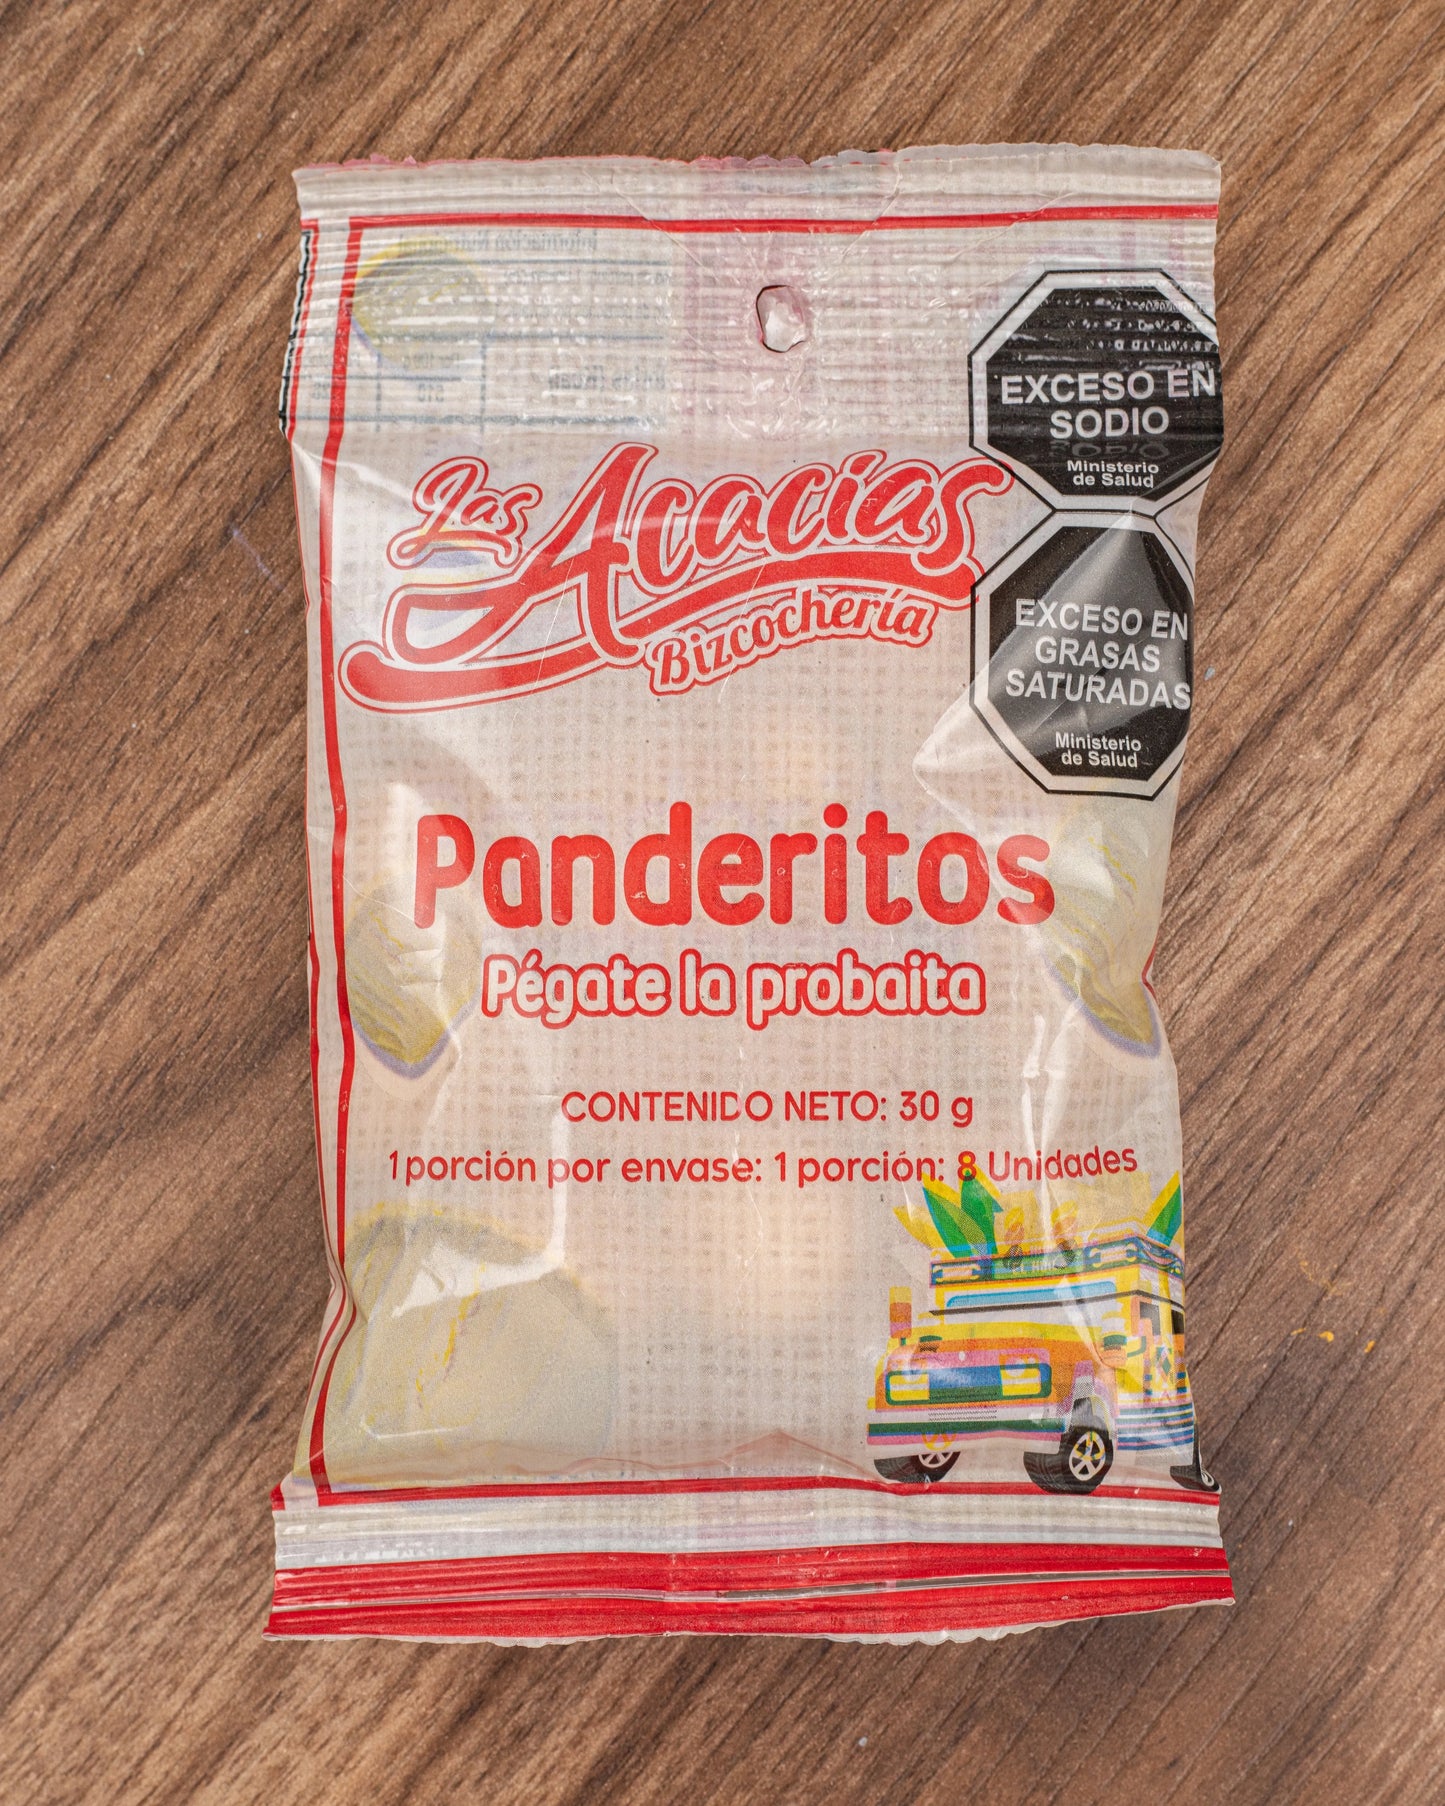 EXCESO EN
SODIO
Ministerio
de Salud
Las Acacías
Bizcochería
EXCESO EN
GRASAS
SATURADAS
Ministerio
de Salud
Panderitos
Pégate la probaita
CONTENIDO NETO: 30 g
1 porción por envase: 1 porción: 8 Unidades